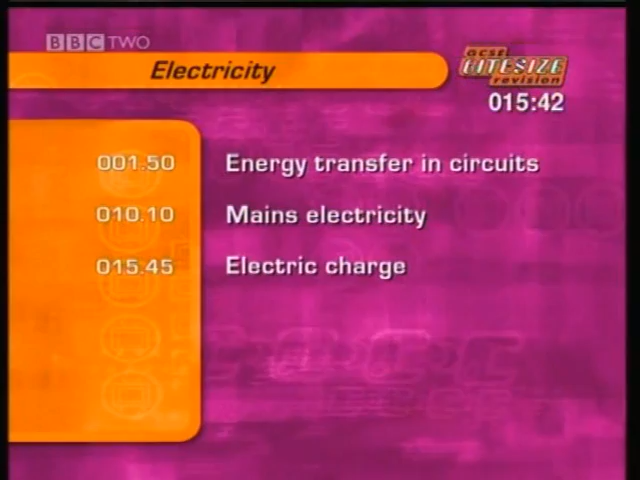 BBC TWO
Electricity
GCSE
BITESIZE
revision
015:42
001.50 Energy transfer in circuits
010.10 Mains electricity
015.45 Electric charge